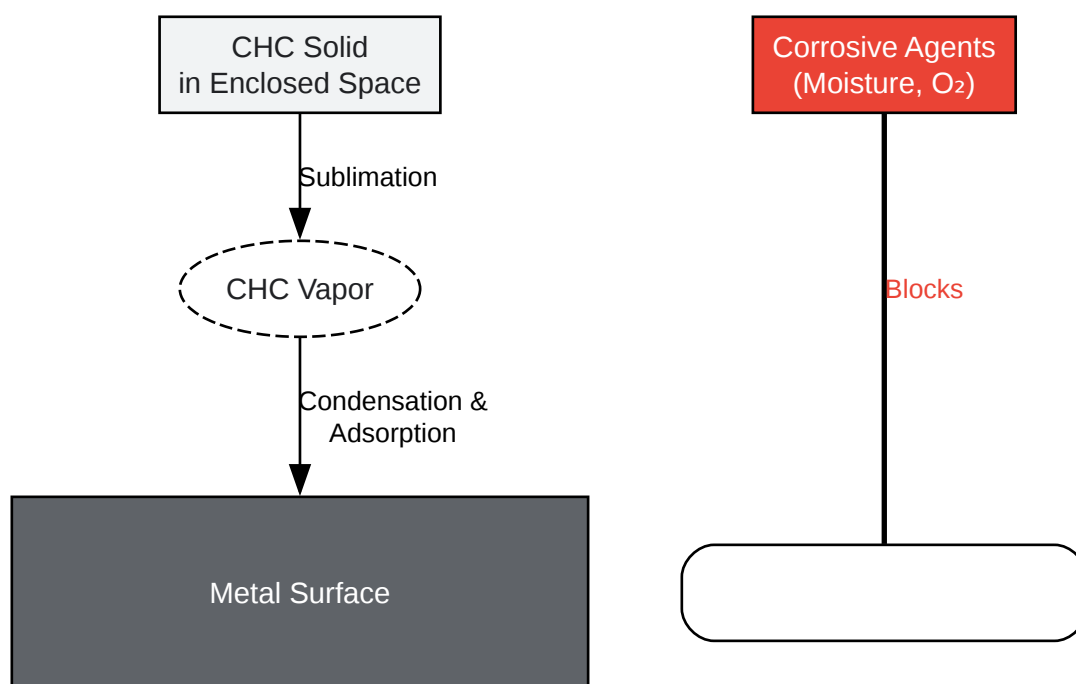 CHC Solid
in Enclosed Space
Corrosive Agents
(Moisture, O₂)
Sublimation
CHC Vapor
Blocks
Condensation &
Adsorption
Metal Surface